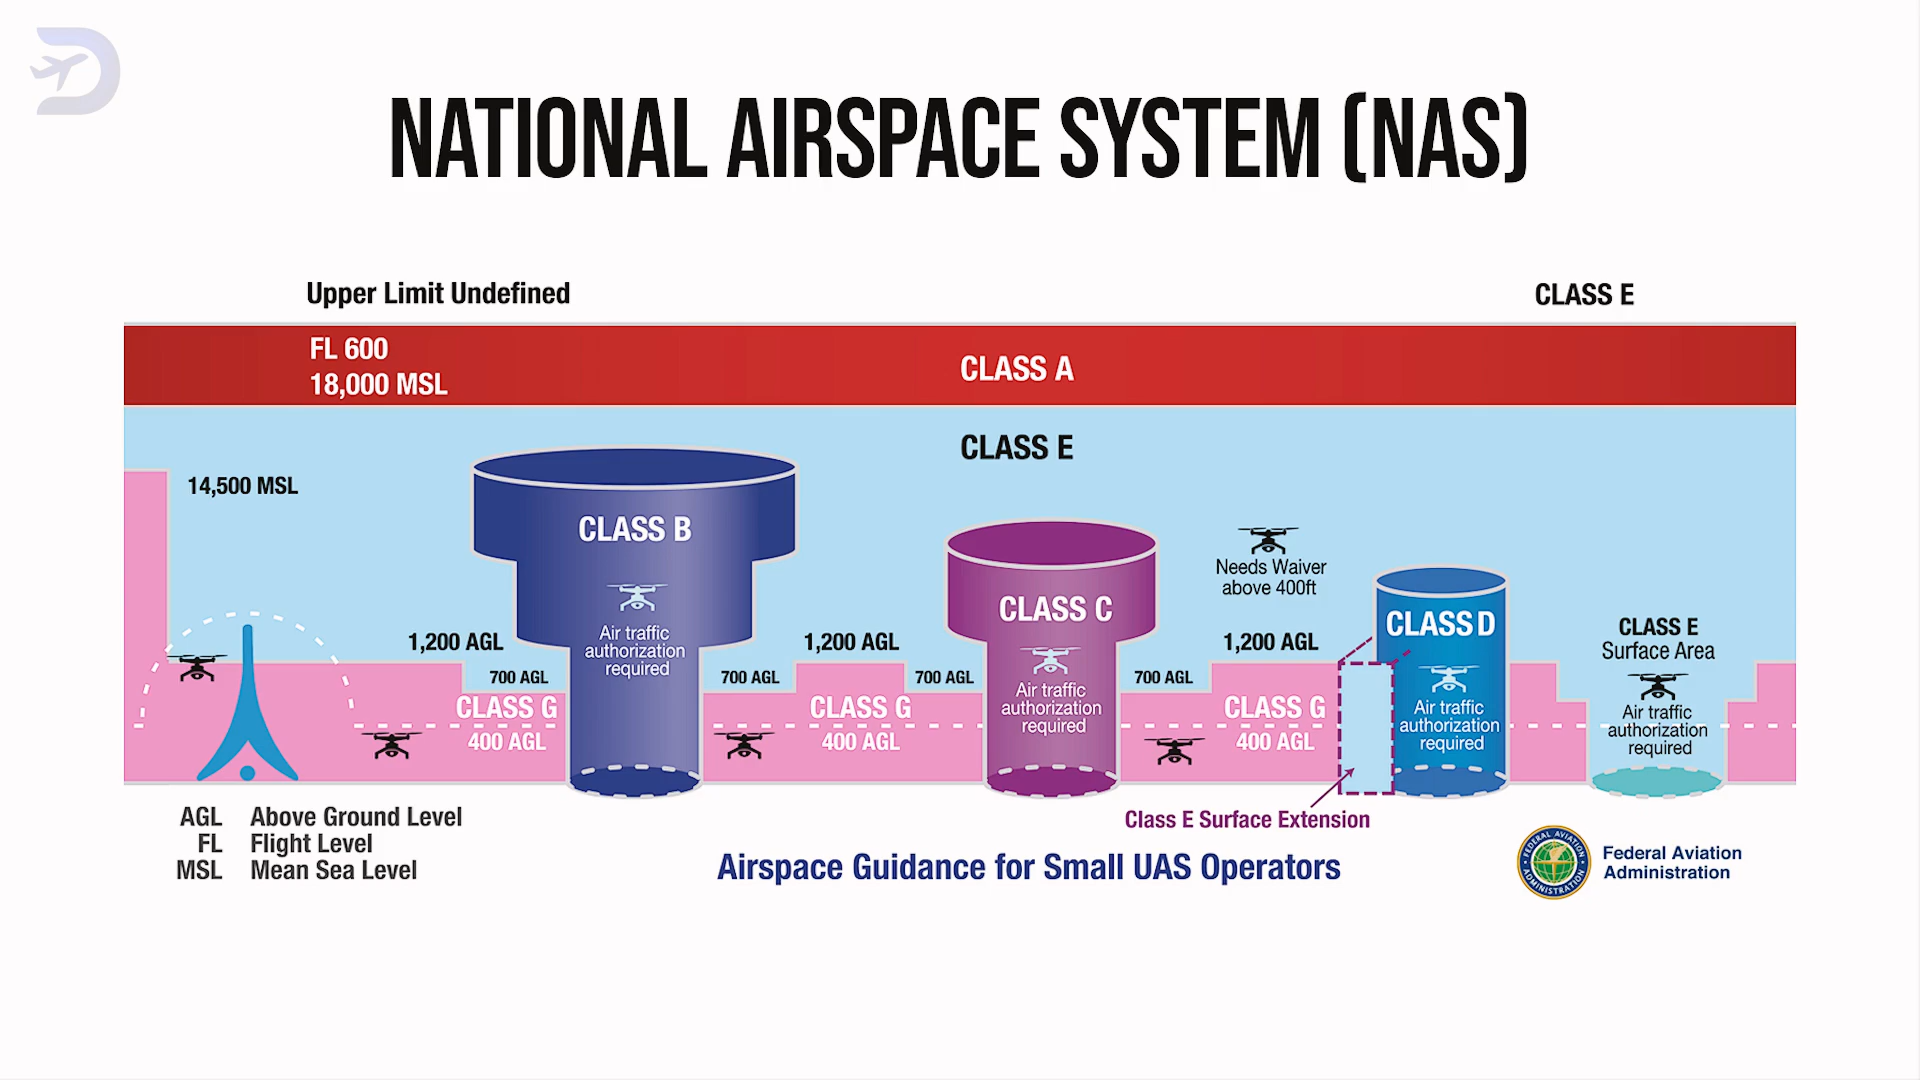 NATIONAL AIRSPACE SYSTEM (NAS)
Upper Limit Undefined
CLASS E
FL 600
18,000 MSL
CLASS A
CLASS E
14,500 MSL
CLASS B
Air traffic
authorization
required
CLASS C
Air traffic
authorization
required
Needs Waiver
above 400ft
CLASS D
Air traffic
authorization
required
CLASS E
Surface Area
Air traffic
authorization
required
1,200 AGL
1,200 AGL
1,200 AGL
700 AGL
700 AGL
700 AGL
700 AGL
CLASS G
400 AGL
CLASS G
400 AGL
CLASS G
400 AGL
AGL Above Ground Level
FL Flight Level
MSL Mean Sea Level
Class E Surface Extension
Airspace Guidance for Small UAS Operators
FEDERAL AVIATION
ADMINISTRATION
Federal Aviation
Administration